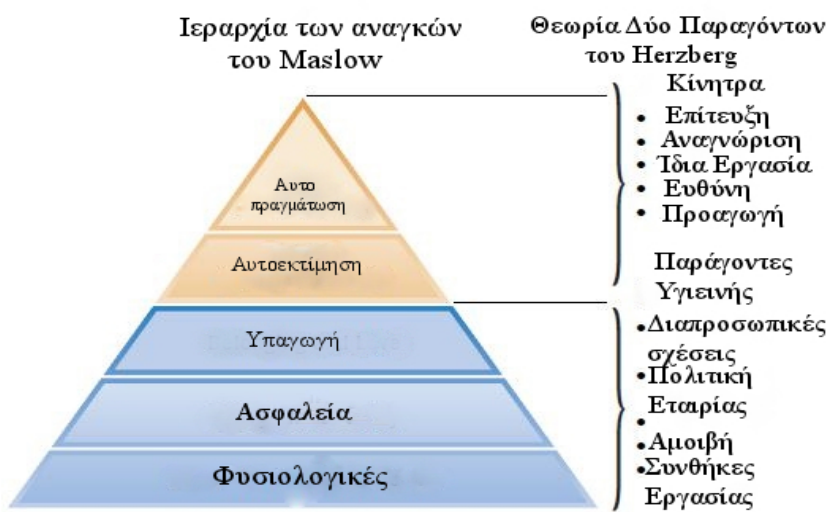 Ιεραρχία των αναγκών
του Maslow
Αυτο
πραγμάτωση
Αυτοεκτίμηση
Υπαγωγή
Ασφαλεία
Φυσιολογικές
Θεωρία Δύο Παραγόντων
του Herzberg
Κίνητρα
• Επίτευξη
• Αναγνώριση
• Ίδια Εργασία
• Ευθύνη
• Προαγωγή
Παράγοντες
Υγιεινής
•Διαπροσωπικές
σχέσεις
•Πολιτική
Εταιρίας
•
Αμοιβή
•Συνθήκες
Εργασίας